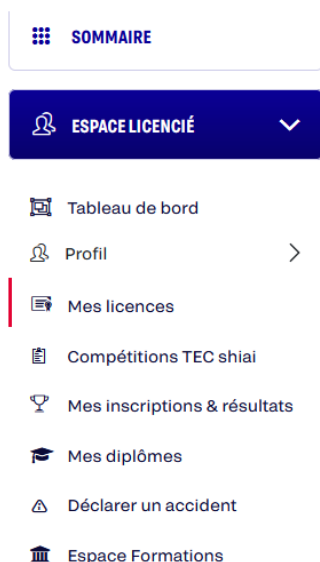 SOMMAIRE
ESPACE LICENCIÉ
Tableau de bord
Profil
Mes licences
Compétitions TEC shiai
Mes inscriptions & résultats
Mes diplômes
Déclarer un accident
Espace Formations